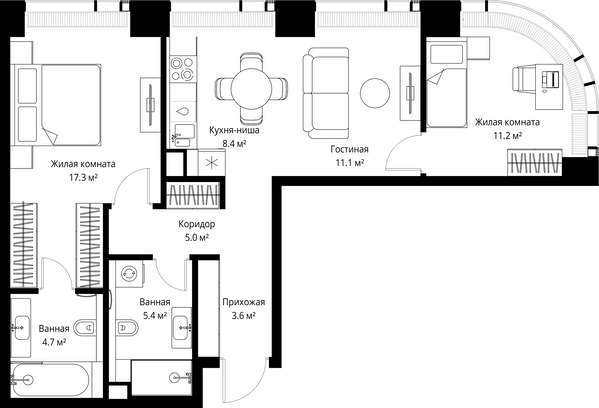 Кухня-ниша
8.4 м²
Жилая комната
11.2 м²
Гостиная
11.1 м²
Жилая комната
17.3 м²
Коридор
5.0 м²
Ванная
5.4 м²
Прихожая
3.6 м²
Ванная
4.7 м²